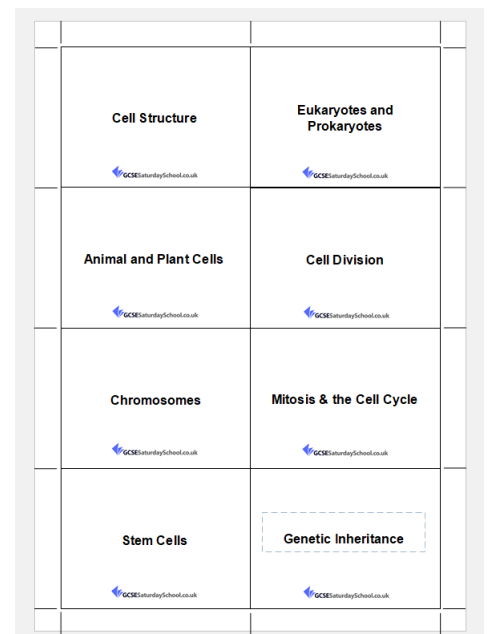 Cell Structure
GCSESaturdaySchool.co.uk
Eukaryotes and
Prokaryotes
GCSESaturdaySchool.co.uk
Animal and Plant Cells
GCSESaturdaySchool.co.uk
Cell Division
GCSESaturdaySchool.co.uk
Chromosomes
GCSESaturdaySchool.co.uk
Mitosis & the Cell Cycle
GCSESaturdaySchool.co.uk
Stem Cells
GCSESaturdaySchool.co.uk
Genetic Inheritance
GCSESaturdaySchool.co.uk